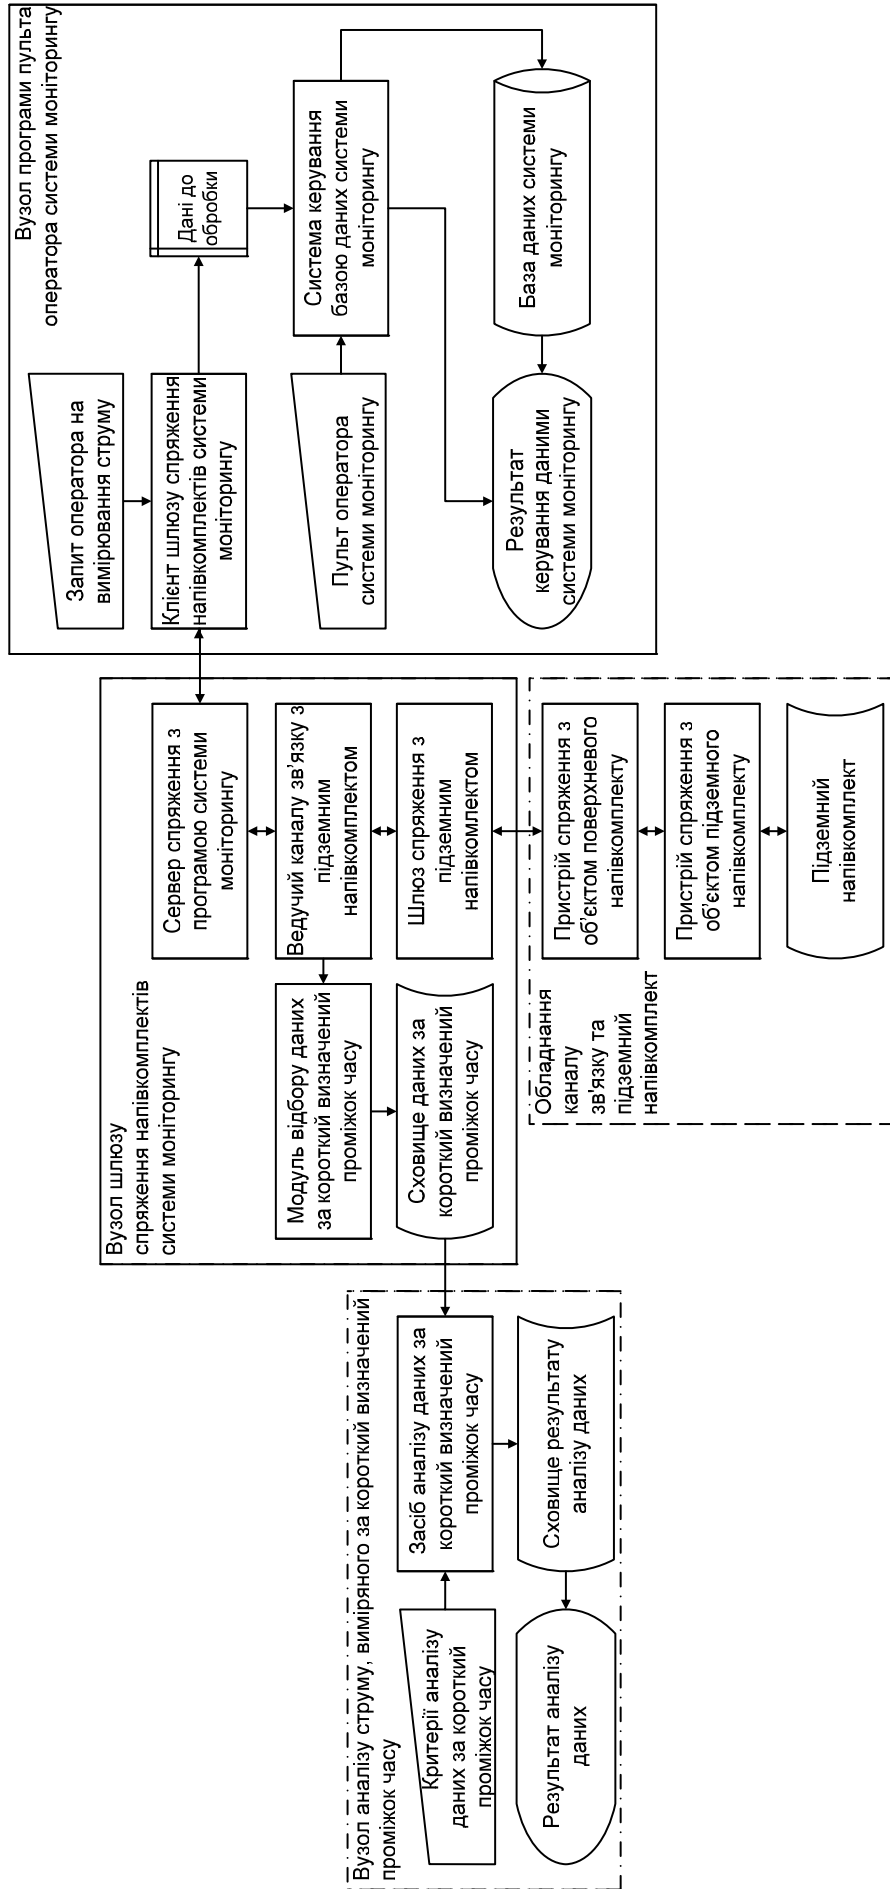 Вузол аналізу струму, виміряного за короткий визначений
проміжок часу
Критерії аналізу
даних за короткий
проміжок часу
Засіб аналізу даних за
короткий визначений
проміжок часу
Результат аналізу
даних
Сховище результату
аналізу даних
Вузол шлюзу
спряження напівкомплектів
системи моніторингу
Сервер спряження з
програмою системи
моніторингу
Модуль відбору даних
за короткий визначений
проміжок часу
Ведучий каналу зв’язку з
підземним
напівкомплектом
Сховище даних за
короткий визначений
проміжок часу
Шлюз спряження з
підземним
напівкомлектом
Обладнання
каналу
зв'язку та
підземний
напівкомплект
Пристрій спряження з
об’єктом поверхневого
напівкомплекту
Пристрій спряження з
об’єктом підземного
напівкомплекту
Підземний
напівкомплект
Вузол програми пульта
оператора системи моніторингу
Запит оператора на
вимірювання струму
Клієнт шлюзу спряження
напівкомплектів системи
моніторингу
Дані до
обробки
Пульт оператора
системи моніторингу
Система керування
базою даних системи
моніторингу
Результат
керування даними
системи моніторингу
База даних системи
моніторингу